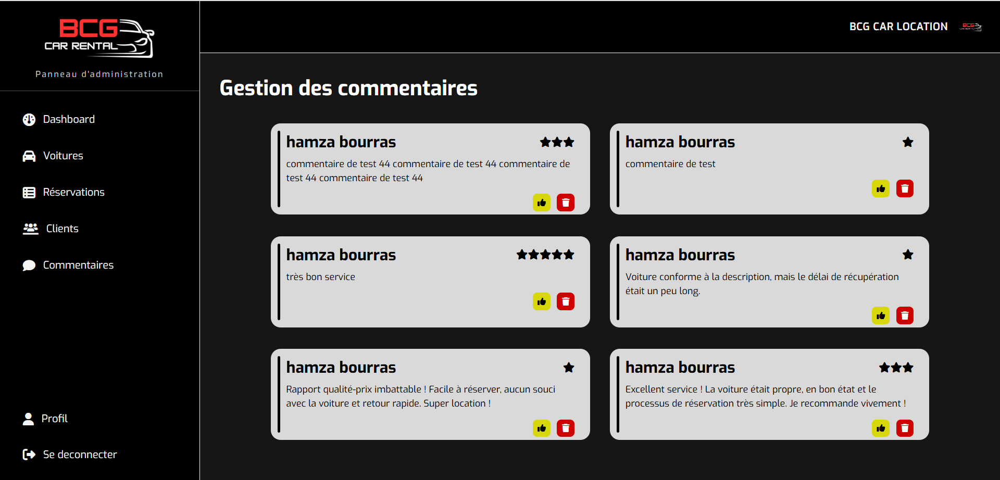 BCG
CAR RENTAL
Panneau d'administration
Dashboard
Voitures
Réservations
Clients
Commentaires
Profil
Se deconnecter
BCG CAR LOCATION
BCG
Gestion des commentaires
hamza bourras
commentaire de test 44 commentaire de test 44 commentaire de
test 44 commentaire de test 44
hamza bourras
commentaire de test
hamza bourras
très bon service
hamza bourras
Voiture conforme à la description, mais le délai de récupération
était un peu long.
hamza bourras
Rapport qualité-prix imbattable ! Facile à réserver, aucun souci
avec la voiture et retour rapide. Super location !
hamza bourras
Excellent service ! La voiture était propre, en bon état et le
processus de réservation très simple. Je recommande vivement !